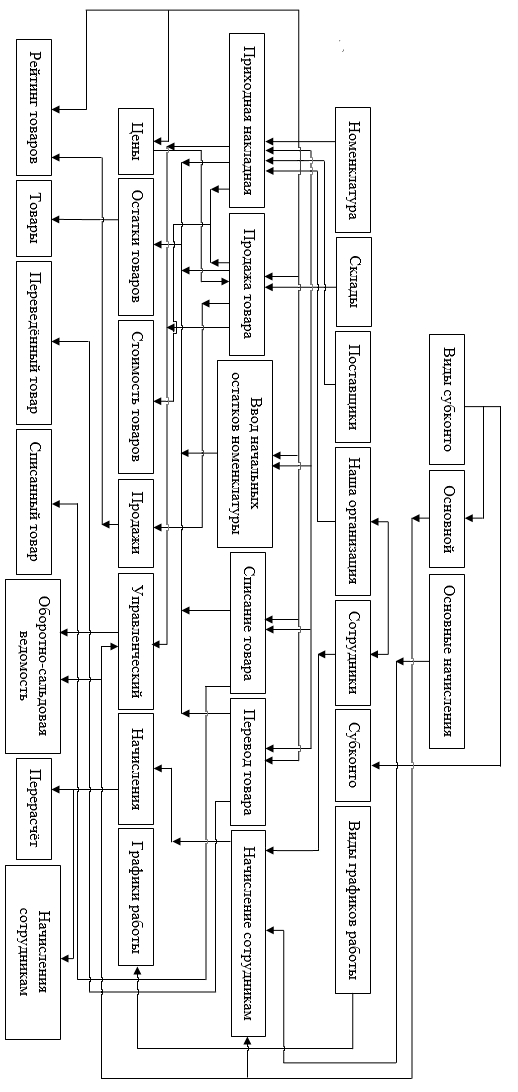 Виды субконто
Основной
Основные начисления
Номенклатура
Склады
Поставщики
Наша организация
Сотрудники
Субконто
Виды графиков работы
Приходная накладная
Продажа товара
Ввод начальных
остатков номенклатуры
Списание товара
Перевод товара
Начисление сотрудникам
Цены
Остатки товаров
Стоимость товаров
Продажи
Управленческий
Начисления
Графики работы
Рейтинг товаров
Товары
Переведённый товар
Списанный товар
Оборотно-сальдовая
ведомость
Перерасчёт
Начисления
сотрудникам